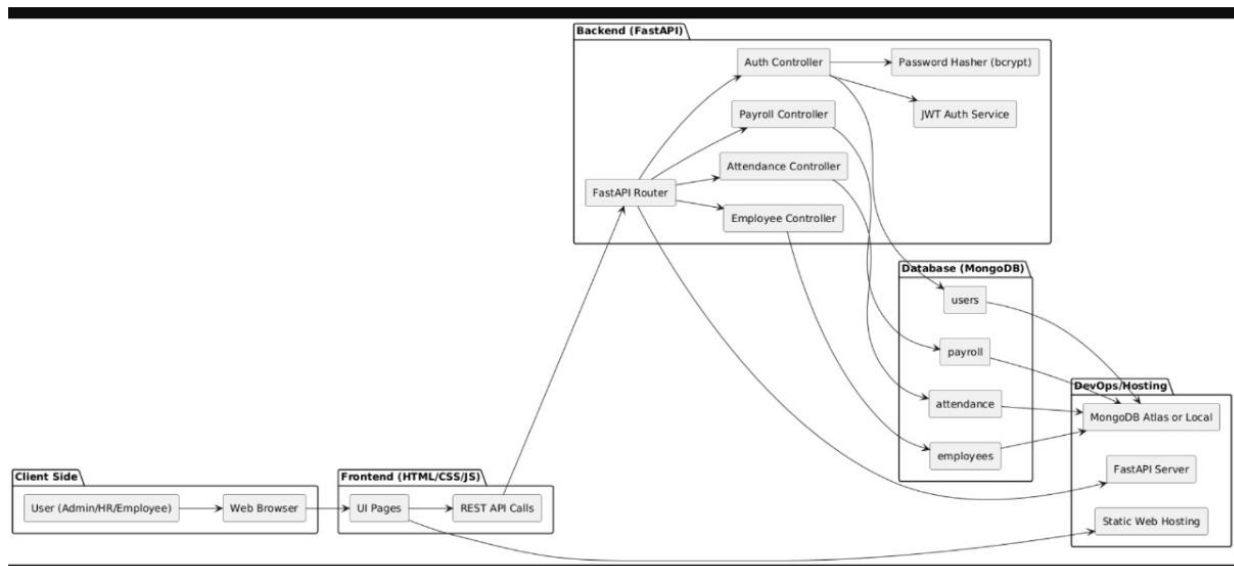 Backend (FastAPI)
Auth Controller
Password Hasher (bcrypt)
JWT Auth Service
Payroll Controller
Attendance Controller
FastAPI Router
Employee Controller
Database (MongoDB)
users
payroll
attendance
employees
DevOps/Hosting
MongoDB Atlas or Local
FastAPI Server
Static Web Hosting
Client Side
User (Admin/HR/Employee)
Web Browser
Frontend (HTML/CSS/JS)
UI Pages
REST API Calls